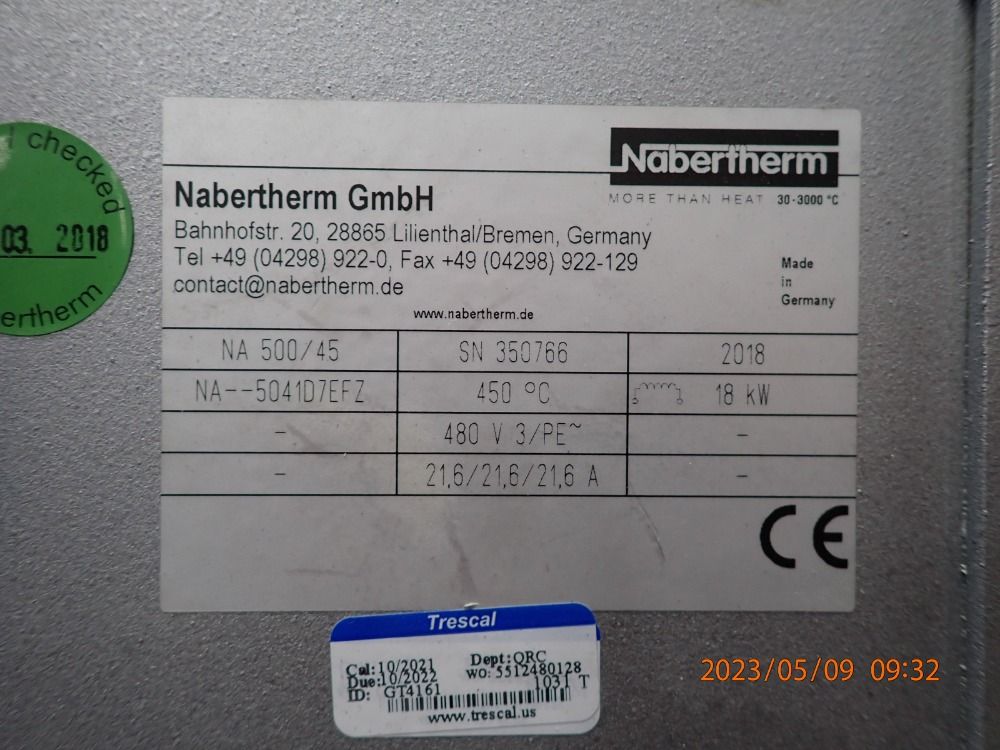 checked
03. 2018
Nabertherm
MORE THAN HEAT 30-3000 °C
Nabertherm GmbH
Bahnhofstr. 20, 28865 Lilienthal/Bremen, Germany
Tel +49 (04298) 922-0, Fax +49 (04298) 922-129
contact@nabertherm.de
Made
in
Germany
www.nabertherm.de
NA 500/45 SN 350766 2018
NA--5041D7EFZ 450 °C 18 kW
- 480 V 3/PE~ -
- 21,6/21,6/21,6 A -
CE
Trescal
Cal: 10/2021 Dept: QRC
Due: 10/2022 WO: 5512480128
ID: GT4161 1031 T
www.trescal.us
2023/05/09 09:32